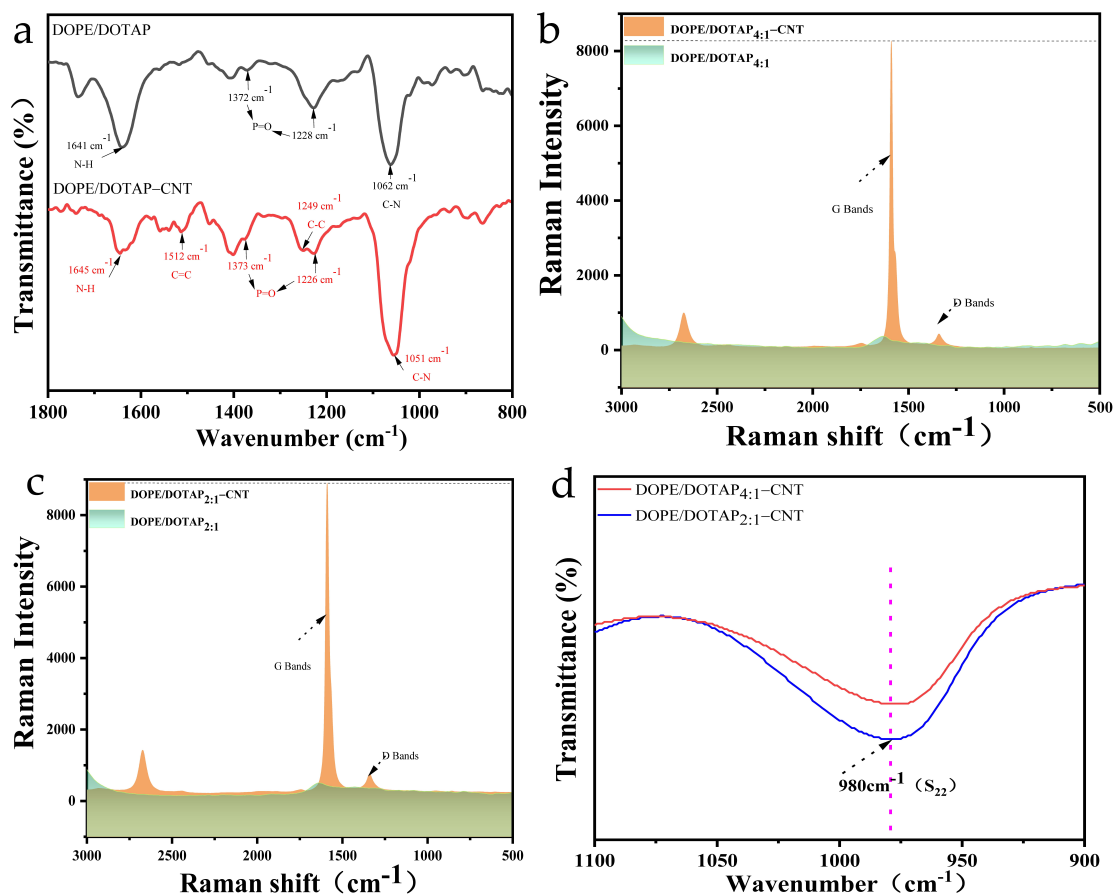 a
DOPE/DOTAP
1372 cm-1
P=O
1228 cm-1
1641 cm-1
N-H
1062 cm-1
C-N
DOPE/DOTAP−CNT
1249 cm-1
C-C
1645 cm-1
N-H
1512 cm-1
C=C
1373 cm-1
P=O
1226 cm-1
1051 cm-1
C-N
Transmittance (%)
1800 1600 1400 1200 1000 800
Wavenumber (cm-1)
b
DOPE/DOTAP4:1−CNT
DOPE/DOTAP4:1
G Bands
D Bands
Raman Intensity
8000
6000
4000
2000
0
3000 2500 2000 1500 1000 500
Raman shift（cm-1）
c
DOPE/DOTAP2:1−CNT
DOPE/DOTAP2:1
G Bands
D Bands
Raman Intensity
8000
6000
4000
2000
0
3000 2500 2000 1500 1000 500
Raman shift（cm-1）
d
DOPE/DOTAP4:1−CNT
DOPE/DOTAP2:1−CNT
980cm-1（S22）
Transmittance (%)
1100 1050 1000 950 900
Wavenumber (cm-1)